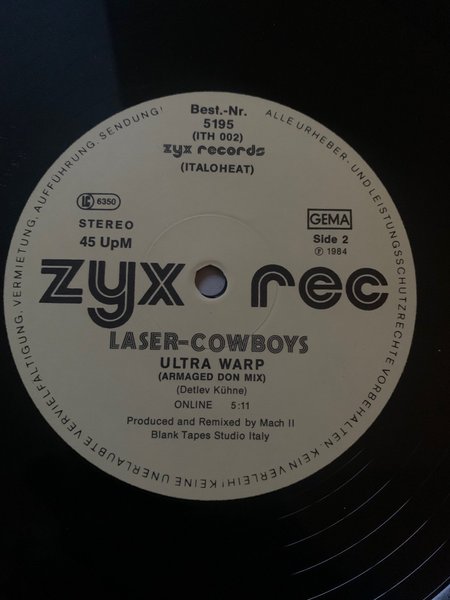 ALLE URHEBER- UND LEISTUNGSSCHUTZRECHTE VORBEHALTEN. KEIN VERLEIH! KEINE UNERLAUBTE VERVIELFÄLTIGUNG, VERMIETUNG, AUFFÜHRUNG, SENDUNG!
Best.-Nr.
5195
(ITH 002)
zyx records
(ITALOHEAT)
LC 6350
STEREO
45 UpM
GEMA
Side 2
℗ 1984
zyx rec
LASER-COWBOYS
ULTRA WARP
(ARMAGED DON MIX)
(Detlev Kühne)
ONLINE 5:11
Produced and Remixed by Mach II
Blank Tapes Studio Italy